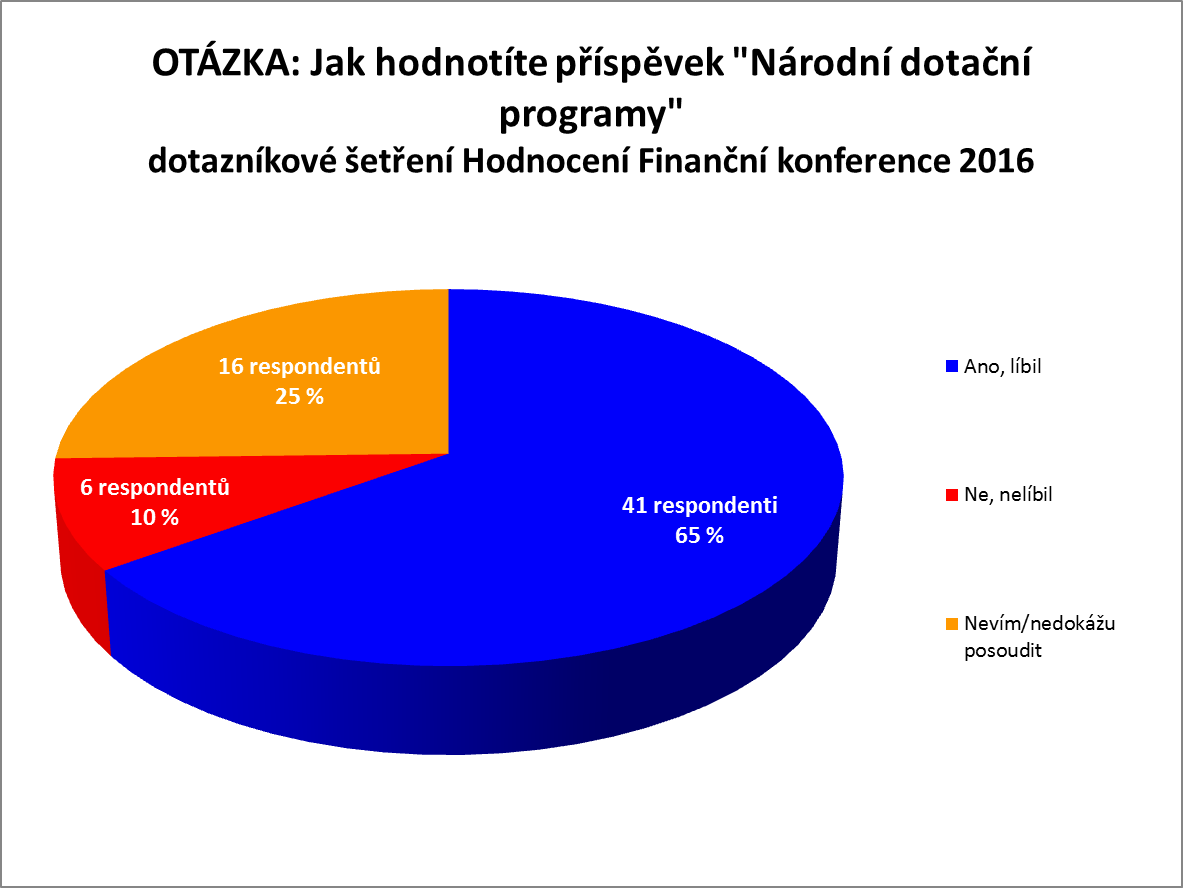 OTÁZKA: Jak hodnotíte příspěvek "Národní dotační
programy"
dotazníkové šetření Hodnocení Finanční konference 2016
16 respondentů
25 %
6 respondentů
10 %
41 respondenti
65 %
Ano, líbil
Ne, nelíbil
Nevím/nedokážu
posoudit